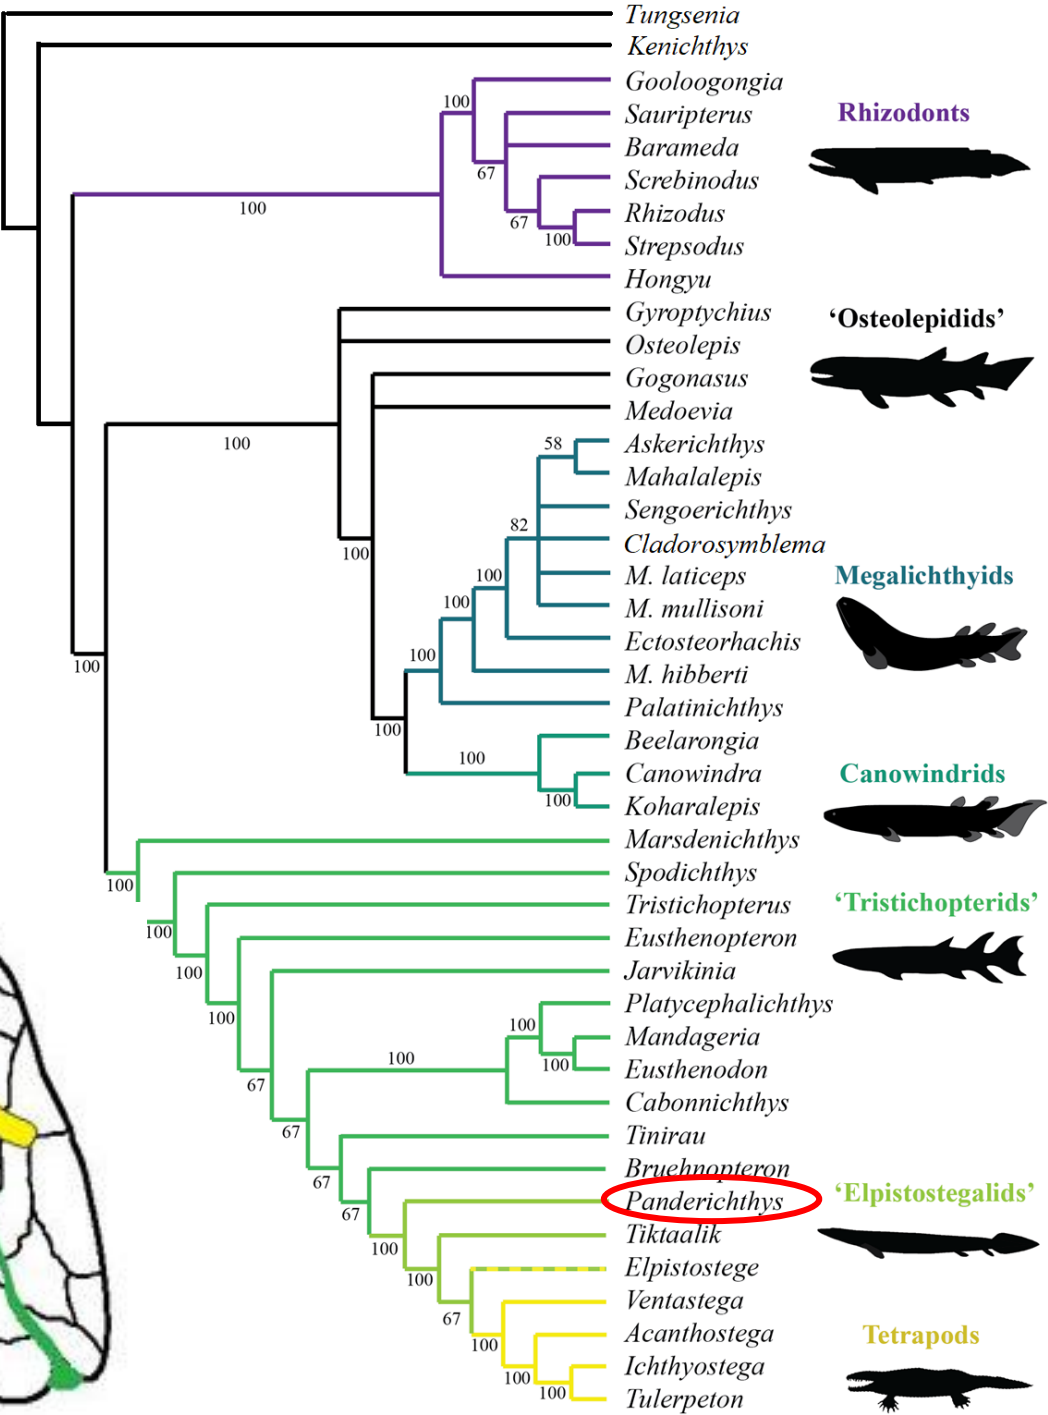 Tungsenia
Kenichthys
Gooloogongia
100
Sauripterus
Rhizodonts
Barameda
67
Screbinodus
100
Rhizodus
67
100
Strepsodus
Hongyu
Gyroptychius
‘Osteolepidids’
Osteolepis
Gogonasus
Medoevia
100
58
Askerichthys
Mahalalepis
Sengoerichthys
82
Cladorosymblema
100
100
M. laticeps
Megalichthyids
100
M. mullisoni
Ectosteorhachis
100
100
M. hibberti
Palatinichthys
100
Beelarongia
100
Canowindra
Canowindrids
100
Koharalepis
Marsdenichthys
100
Spodichthys
Tristichopterus
‘Tristichopterids’
100
Eusthenopteron
100
Jarvikinia
100
Platycephalichthys
100
Mandageria
100
100
Eusthenodon
67
Cabonnichthys
67
Tinirau
67
Bruehnopteron
67
Panderichthys
‘Elpistostegalids’
100
Tiktaalik
100
Elpistostege
67
Ventastega
100
Acanthostega
Tetrapods
100
Ichthyostega
100
Tulerpeton